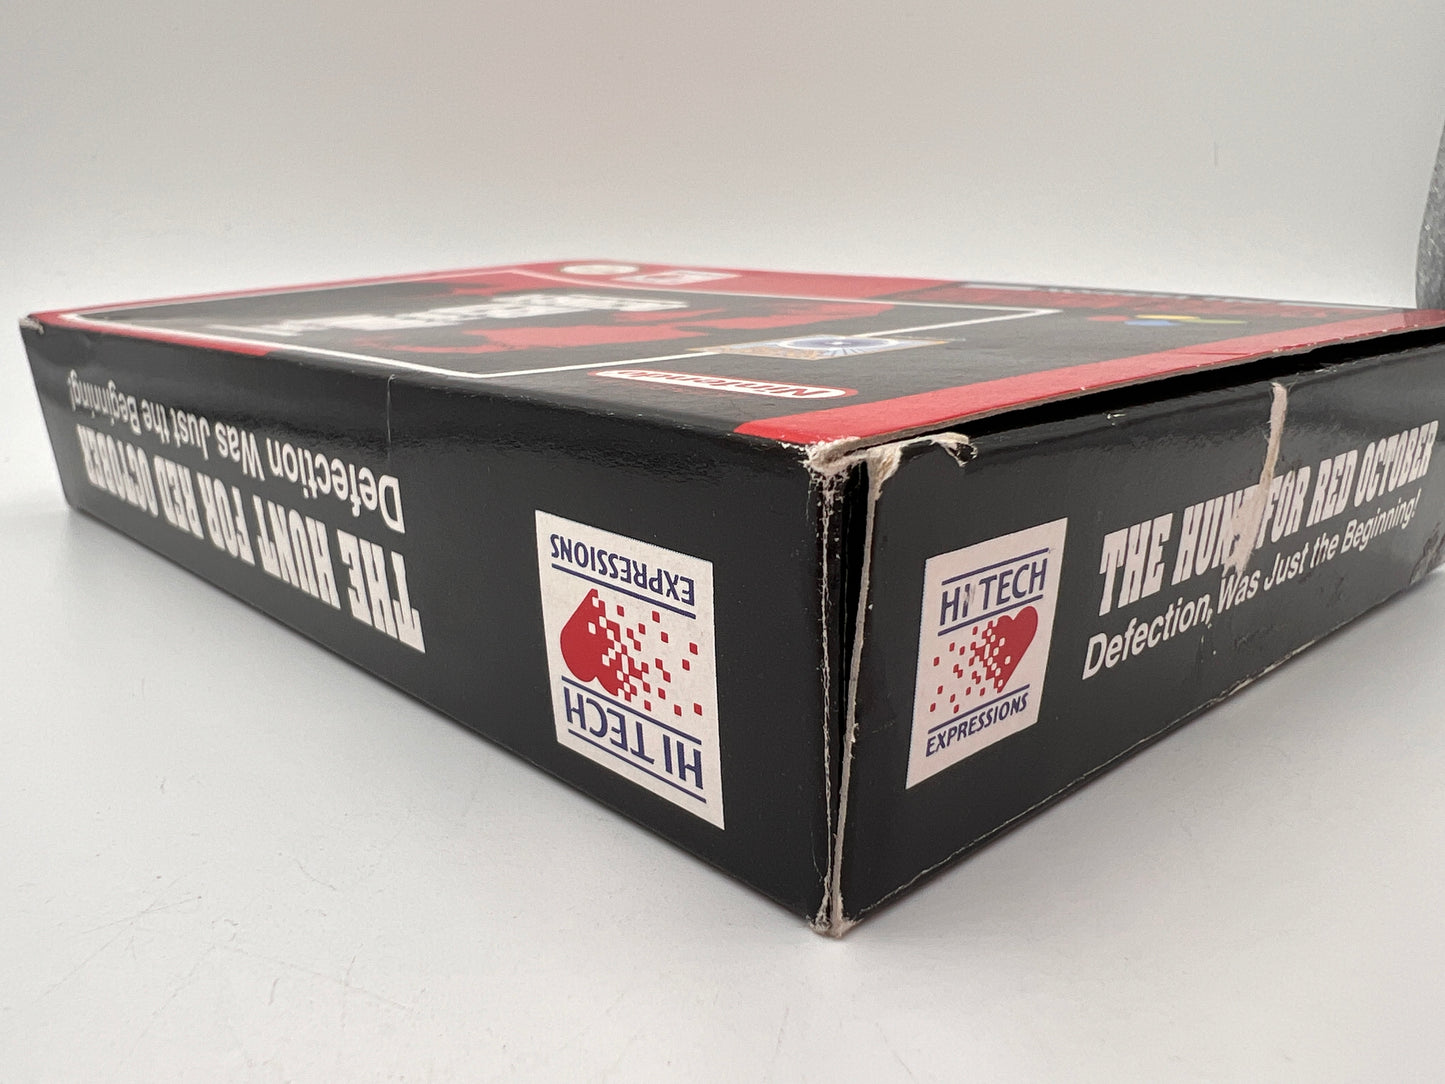 Nintendo
THE HUNT FOR RED OCTOBER
Defection Was Just the Beginning!
HI TECH
EXPRESSIONS
HI TECH
EXPRESSIONS
THE HUNT FOR RED OCTOBER
Defection, Was Just the Beginning!